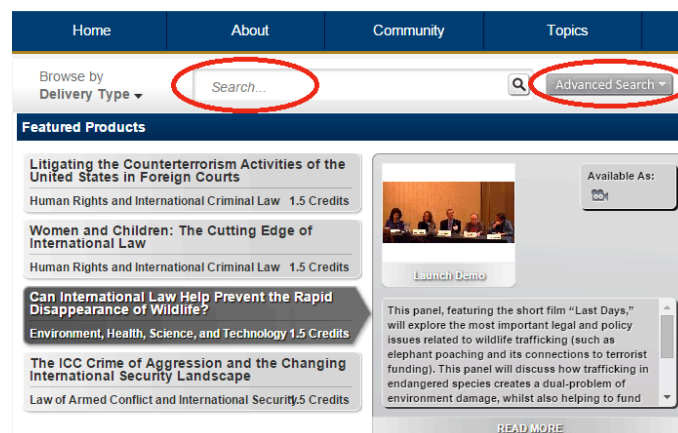 Home About Community Topics
Browse by
Delivery Type
Search...
Advanced Search
Featured Products
Litigating the Counterterrorism Activities of the
United States in Foreign Courts
Human Rights and International Criminal Law 1.5 Credits
Women and Children: The Cutting Edge of
International Law
Human Rights and International Criminal Law 1.5 Credits
Can International Law Help Prevent the Rapid
Disappearance of Wildlife?
Environment, Health, Science, and Technology 1.5 Credits
The ICC Crime of Aggression and the Changing
International Security Landscape
Law of Armed Conflict and International Security.5 Credits
Launch Demo
Available As:
This panel, featuring the short film “Last Days,”
will explore the most important legal and policy
issues related to wildlife trafficking (such as
elephant poaching and its connections to terrorist
funding). This panel will discuss how trafficking in
endangered species creates a dual-problem of
environment damage, whilst also helping to fund
READ MORE